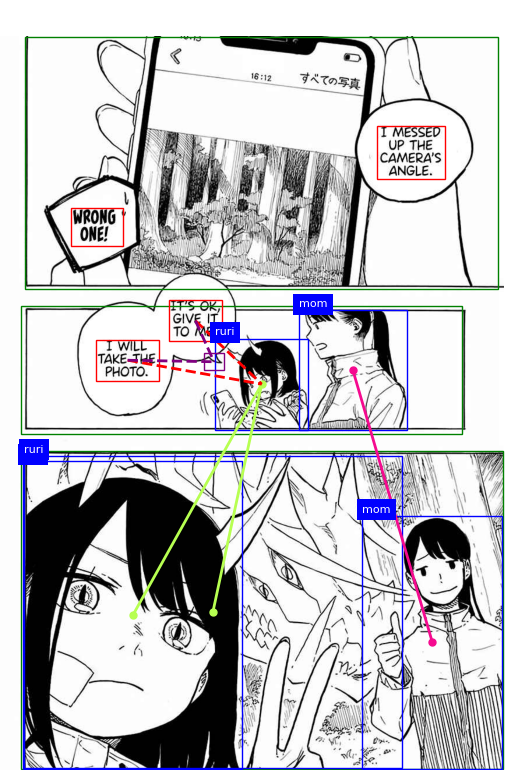 16:12
すべての写真
I MESSED
UP THE
CAMERA'S
ANGLE.
WRONG
ONE!
mom
IT'S OK,
GIVE IT
TO ME.
ruri
I WILL
TAKE THE
PHOTO.
ruri
mom